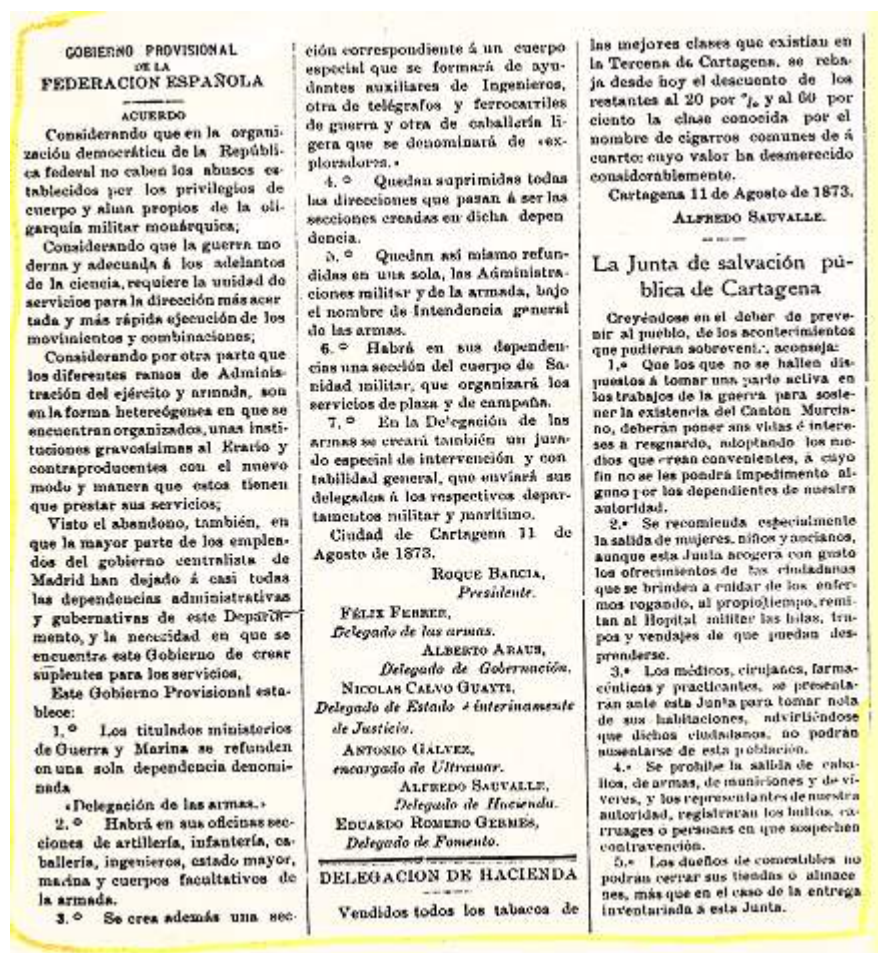 GOBIERNO PROVISIONAL
DE LA
FEDERACION ESPAÑOLA
ACUERDO
Considerando que en la organi-
zación democrática de la Repúbli-
ca federal no caben los abusos es-
tablecidos por los privilegios de
cuerpo y alma propios de la oli-
garquía militar monárquica;
Considerando que la guerra mo
derna y adecuada á los adelantos
de la ciencia, requiere la unidad de
servicios para la dirección más acer
tada y más rápida ejecución de los
movimientos y combinaciones;
Considerando por otra parte que
los diferentes ramos de Adminis-
tración del ejército y armada, son
en la forma hetereógenea en que se
encuentran organizados, unas insti-
tuciones gravosísimas al Erario y
contraproducentes con el nuevo
modo y manera que estos tienen
que prestar sus servicios;
Visto el abandono, también, en
que la mayor parte de los emplea-
dos del gobierno centralista de
Madrid han dejado á casi todas
las dependencias administrativas
y gubernativas de este Departa-
mento, y la necesidad en que se
encuentra este Gobierno de crear
suplentes para los servicios,
Este Gobierno Provisional esta-
blece:
1.º Los titulados ministerios
de Guerra y Marina se refunden
en una sola dependencia denomi-
nada
«Delegación de las armas.»
2.º Habrá en sus oficinas sec-
ciones de artillería, infantería, ca-
ballería, ingenieros, estado mayor,
marina y cuerpos facultativos de
la armada.
3.º Se crea además una sec-
ción correspondiente á un cuerpo
especial que se formará de ayu-
dantes auxiliares de Ingenieros,
otra de telégrafos y ferrocarriles
de guerra y otra de caballería li-
gera que se denominará de «ex-
ploradores.»
4.º Quedan suprimidas todas
las direcciones que pasan á ser las
secciones creadas en dicha depen
dencia.
5.º Quedan así mismo refun-
didas en una sola, las Administra-
ciones militar y de la armada, bajo
el nombre de Intendencia general
de las armas.
6.º Habrá en sus dependen-
cias una sección del cuerpo de Sa-
nidad militar, que organizará los
servicios de plaza y de campaña.
7.º En la Delegación de las
armas se creará también un jura-
do especial de intervención y con
tabilidad general, que enviará sus
delegados á los respectivos depar-
tamentos militar y marítimo.
Ciudad de Cartagena 11 de
Agosto de 1873.
ROQUE BARCIA,
Presidente.
FÉLIX FERRER,
Delegado de las armas.
ALBERTO ARAUS,
Delegado de Gobernación.
NICOLAS CALVO GUAYTI,
Delegado de Estado é interinamente
de Justicia.
ANTONIO GÁLVEZ,
encargado de Ultramar.
ALFREDO SAUVALLE,
Delegado de Hacienda.
EDUARDO ROMERO GERMES,
Delegado de Fomento.
DELEGACION DE HACIENDA
Vendidos todos los tabacos de
las mejores clases que existían en
la Tercena de Cartagena, se reba-
ja desde hoy el descuento de los
restantes al 20 por % y al 60 por
ciento la clase conocida por el
nombre de cigarros comunes de á
cuarto; cuyo valor ha desmerecido
considerablemente.
Cartagena 11 de Agosto de 1873.
ALFREDO SAUVALLE.
La Junta de salvación pú-
blica de Cartagena
Creyéndose en el deber de preve-
nir al pueblo, de los acontecimientos
que pudieran sobrevenir, aconseja:
1.º Que los que no se hallen dis-
puestos á tomar una parte activa en
los trabajos de la guerra para soste-
ner la existencia del Canton Murcia-
no, deberán poner sus vidas é intere-
ses a resguardo, adoptando los me-
dios que crean convenientes, á cuyo
fin no se les pondrá impedimento al-
guno por los dependientes de nuestra
autoridad.
2.º Se recomienda especialmente
la salida de mujeres, niños y ancianos,
aunque esta Junta acogerá con gusto
los ofrecimientos de las ciudadanas
que se brinden a cuidar de los enfer-
mos rogando, al propio tiempo, remi-
tan al Hopital militar las hilas, tra-
pos y vendajes de que puedan des-
prenderse.
3.º Los médicos, cirujanos, farma-
céuticos y practicantes, se presenta-
rán ante esta Junta para tomar nota
de sus habitaciones, advirtiéndose
que dichos ciudadanos, no podrán
ausentarse de esta población.
4.º Se prohibe la salida de caba-
llos, de armas, de municiones y de ví-
veres, y los representantes de nuestra
autoridad, registrarán los bultos, ca-
rruages o personas en que sospechen
contravención.
5.º Los dueños de comestibles no
podrán cerrar sus tiendas o almace
nes, más que en el caso de la entrega
inventariada á esta Junta.